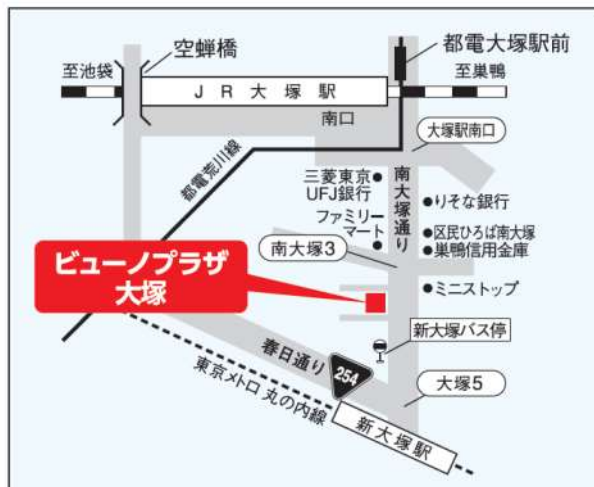 空蝉橋
都電大塚駅前
至池袋
至巣鴨
JR大塚駅
南口
大塚駅南口
都電荒川線
三菱東京
UFJ銀行
南大塚通り
りそな銀行
ファミリー
マート
区民ひろば南大塚
巣鴨信用金庫
南大塚3
ビューノプラザ
大塚
ミニストップ
新大塚バス停
春日通り
254
東京メトロ 丸の内線
大塚5
新大塚駅